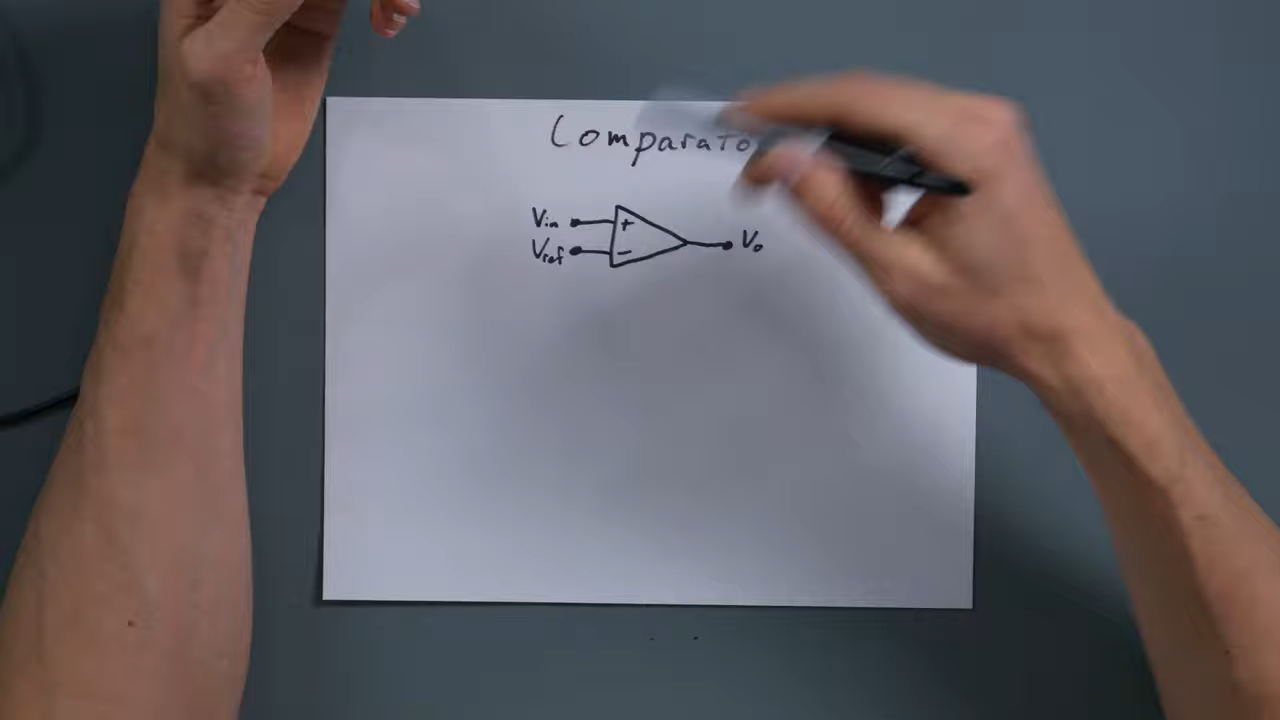 Comparato
Vin +
Vref −
Vo